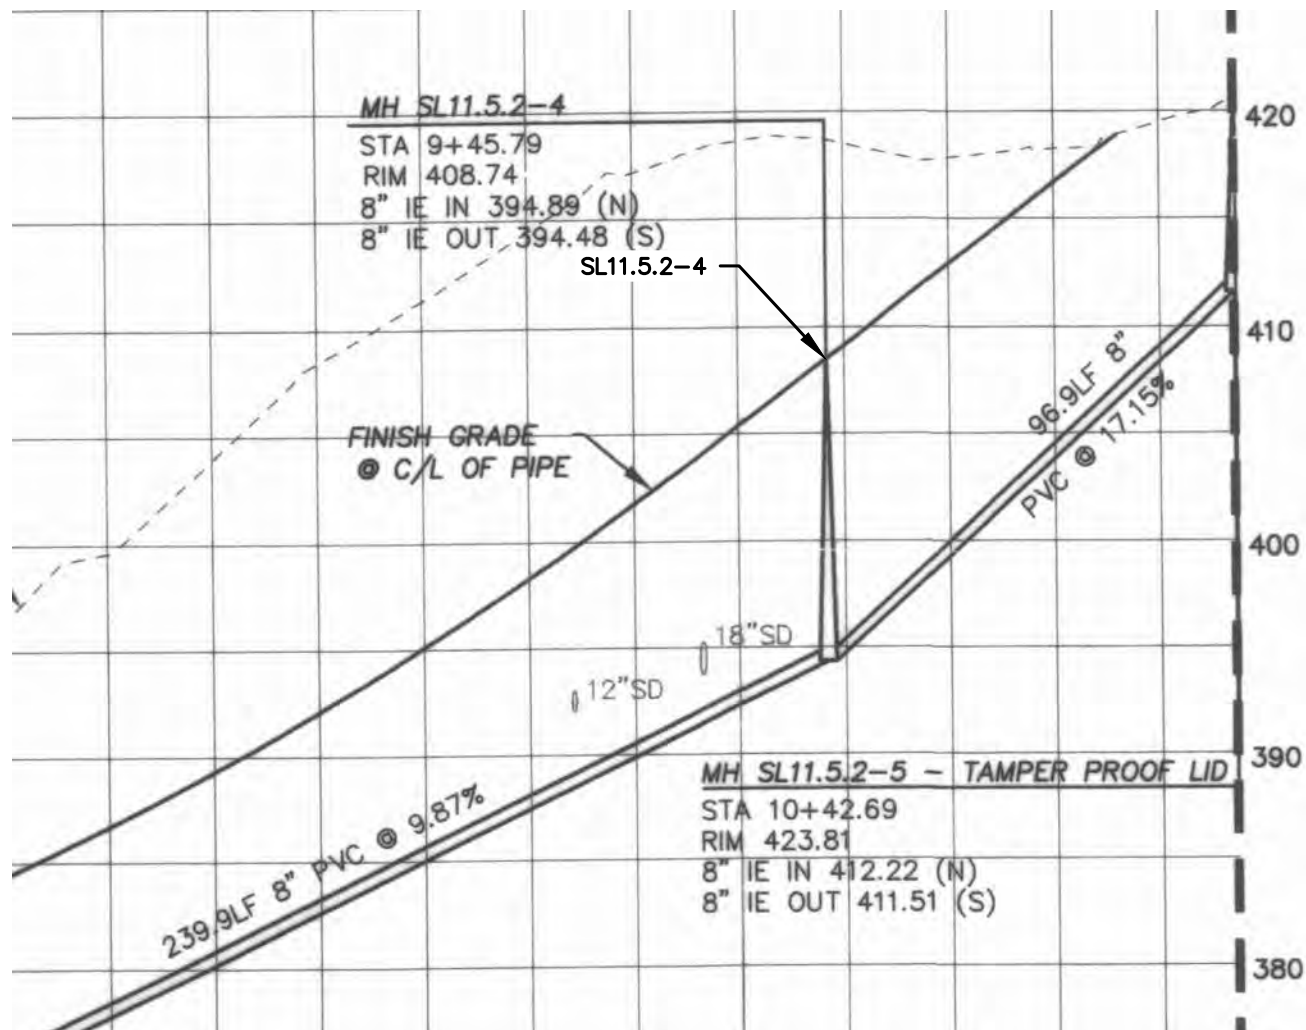 MH SL11.5.2-4
STA 9+45.79
RIM 408.74
8" IE IN 394.89 (N)
8" IE OUT 394.48 (S)
SL11.5.2-4
420
410
96.9LF 8"
PVC @ 17.15%
FINISH GRADE
@ C/L OF PIPE
400
18"SD
12"SD
390
MH SL11.5.2-5 - TAMPER PROOF LID
STA 10+42.69
RIM 423.81
8" IE IN 412.22 (N)
8" IE OUT 411.51 (S)
239.9LF 8" PVC @ 9.87%
380